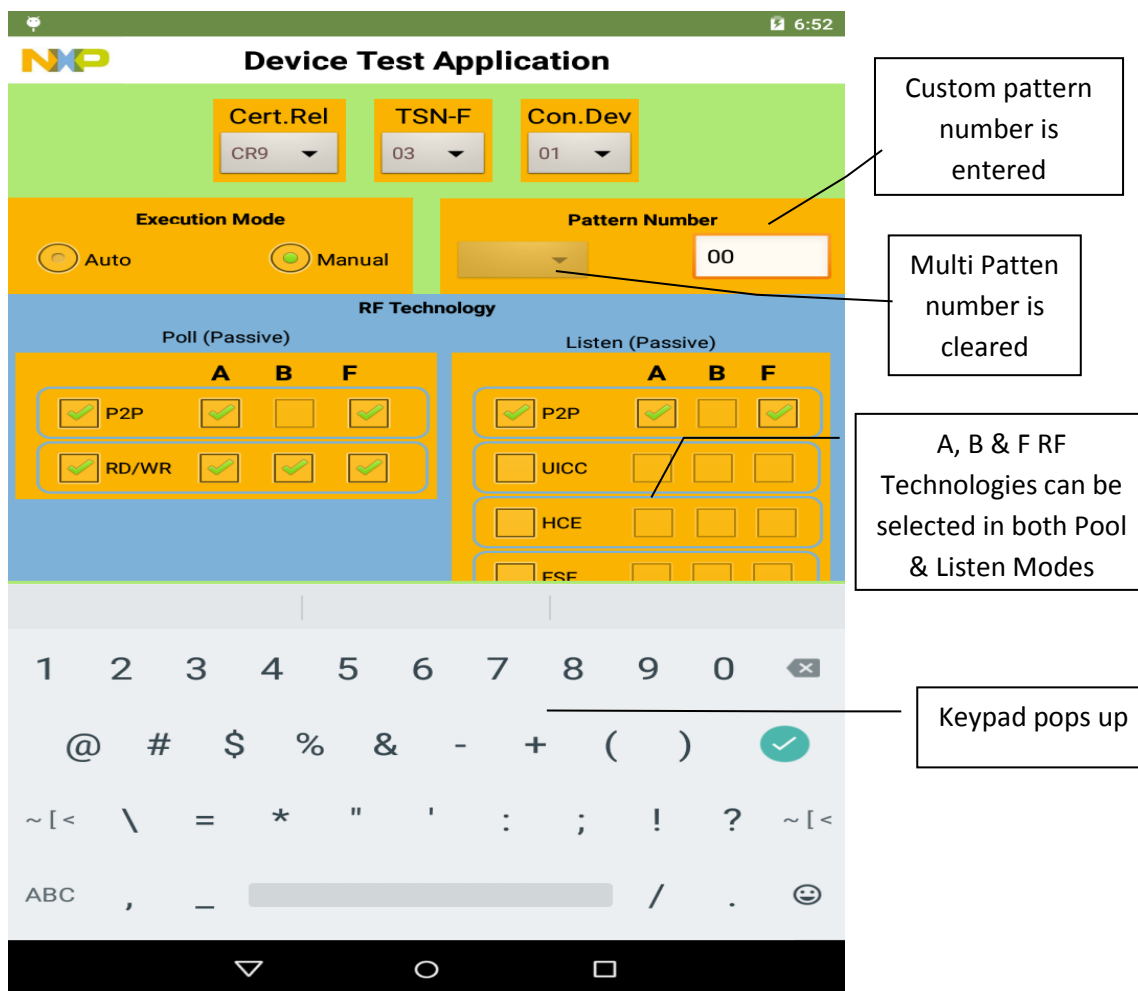 6:52
NXP
Device Test Application
Cert.Rel
TSN-F
Con.Dev
CR9
03
01
Execution Mode
Auto
Manual
Pattern Number
00
RF Technology
Poll (Passive)
A B F
P2P
RD/WR
Listen (Passive)
A B F
P2P
UICC
HCE
ESE
1 2 3 4 5 6 7 8 9 0
@ # $ % & - + ( )
~ [ < \ = * " ' : ; ! ? ~ [ <
ABC , _ / .
Custom pattern
number is
entered
Multi Patten
number is
cleared
A, B & F RF
Technologies can be
selected in both Pool
& Listen Modes
Keypad pops up